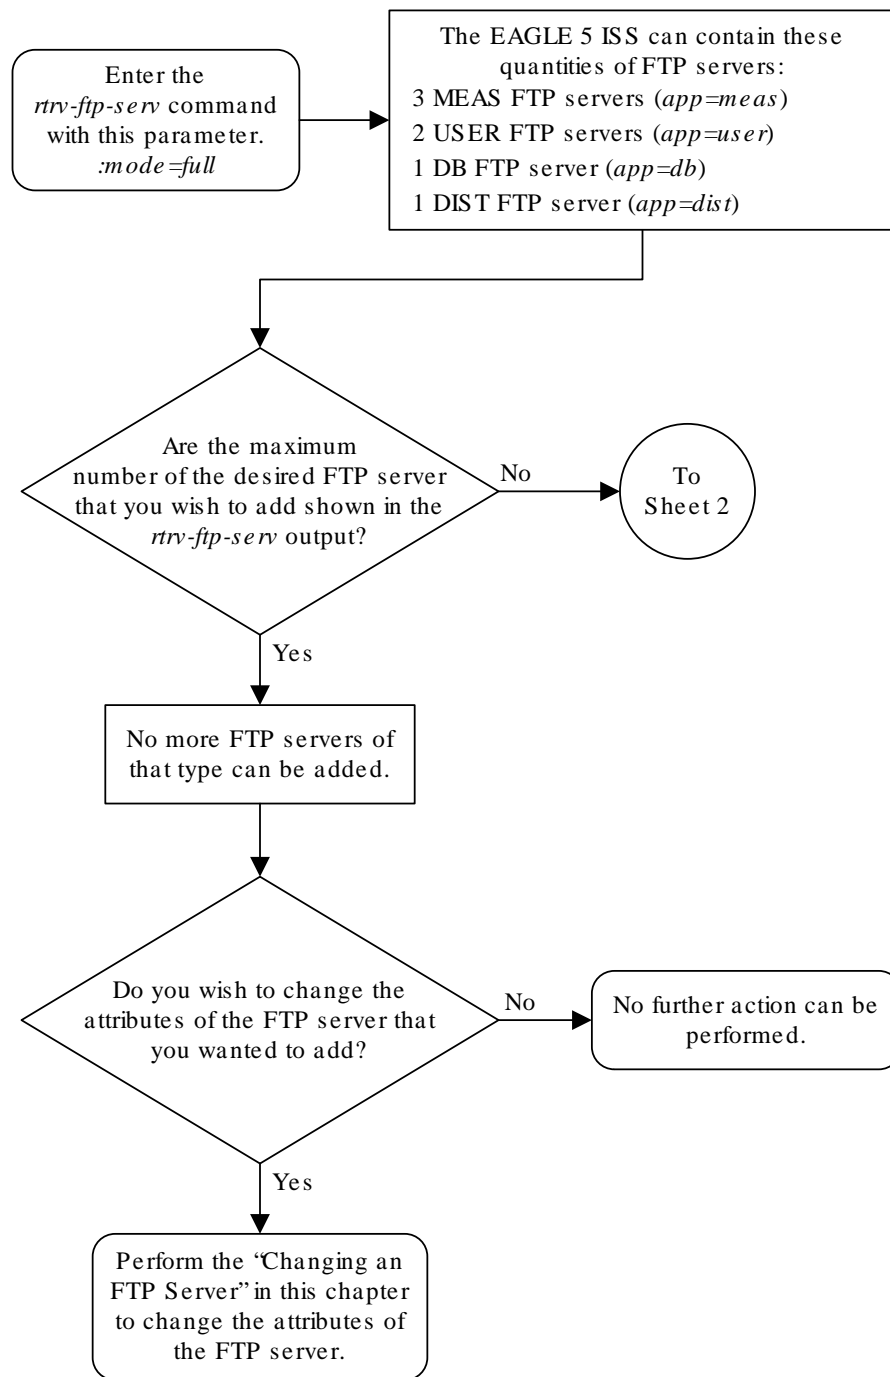 Enter the
rtrv-ftp-serv command
with this parameter.
:mode=full
The EAGLE 5 ISS can contain these
quantities of FTP servers:
3 MEAS FTP servers (app=meas)
2 USER FTP servers (app=user)
1 DB FTP server (app=db)
1 DIST FTP server (app=dist)
Are the maximum
number of the desired FTP server
that you wish to add shown in the
rtrv-ftp-serv output?
No
To
Sheet 2
Yes
No more FTP servers of
that type can be added.
Do you wish to change the
attributes of the FTP server that
you wanted to add?
No
No further action can be
performed.
Yes
Perform the “Changing an
FTP Server” in this chapter
to change the attributes of
the FTP server.